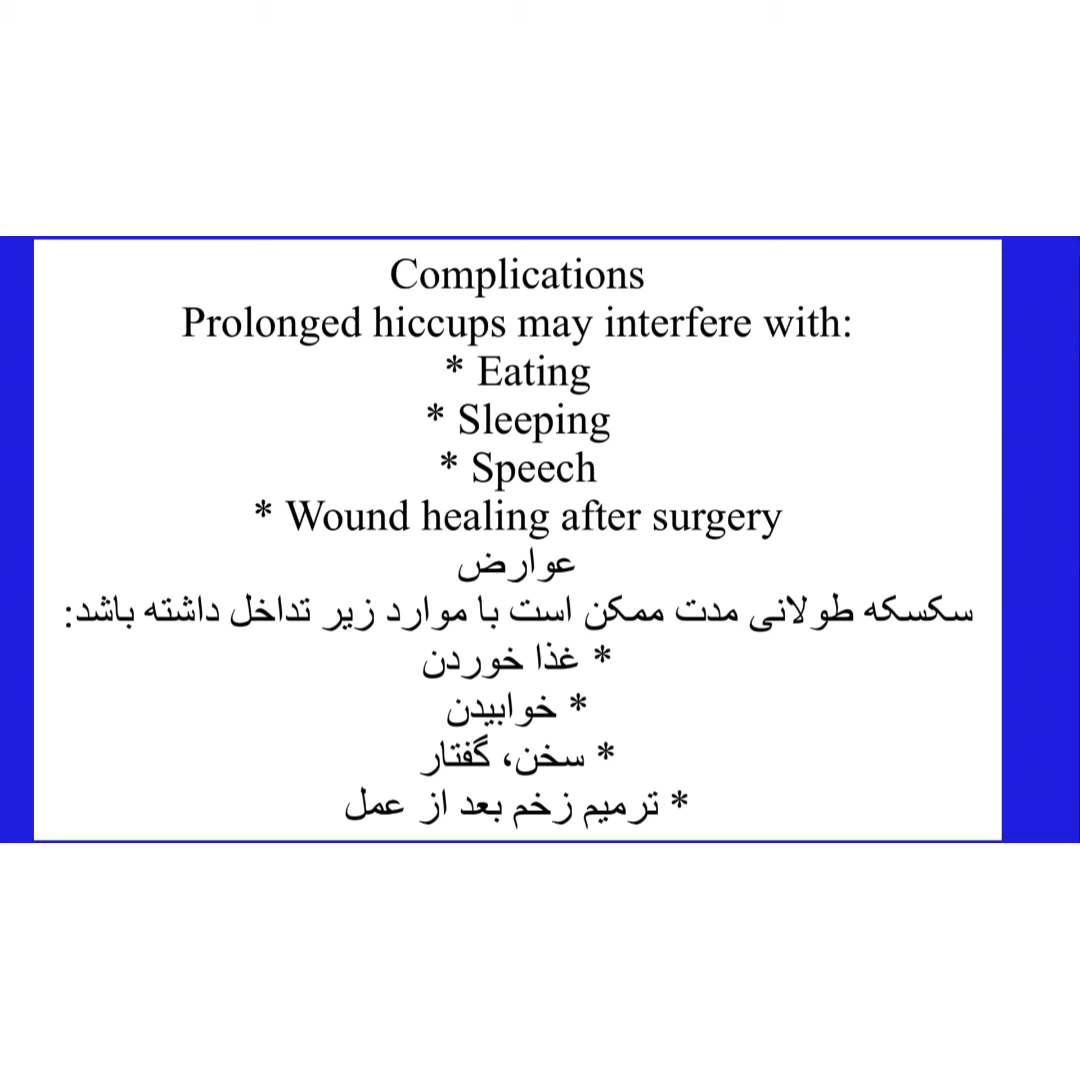 Complications
Prolonged hiccups may interfere with:
* Eating
* Sleeping
* Speech
* Wound healing after surgery
عوارض
سکسکه طولانی مدت ممکن است با موارد زیر تداخل داشته باشد:
* غذا خوردن
* خوابیدن
* سخن، گفتار
* ترمیم زخم بعد از عمل